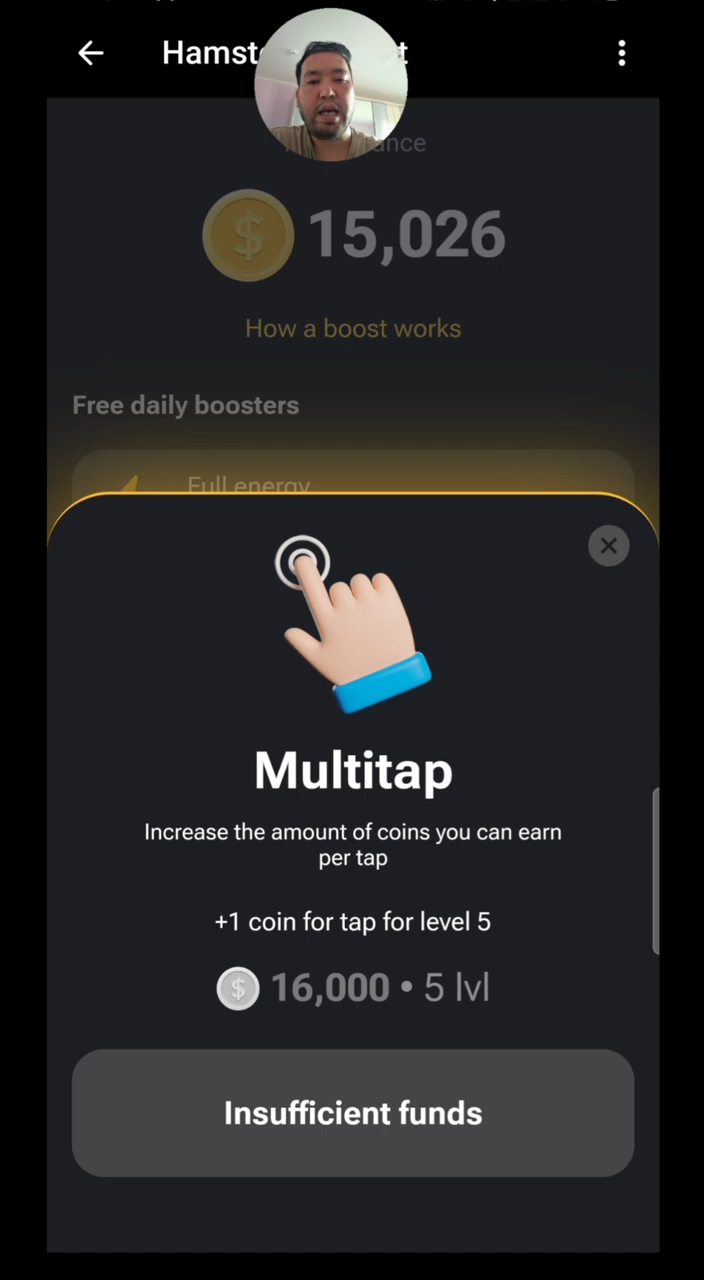 Hamst t
ance
15,026
How a boost works
Free daily boosters
Full energy
Multitap
Increase the amount of coins you can earn
per tap
+1 coin for tap for level 5
16,000 • 5 lvl
Insufficient funds